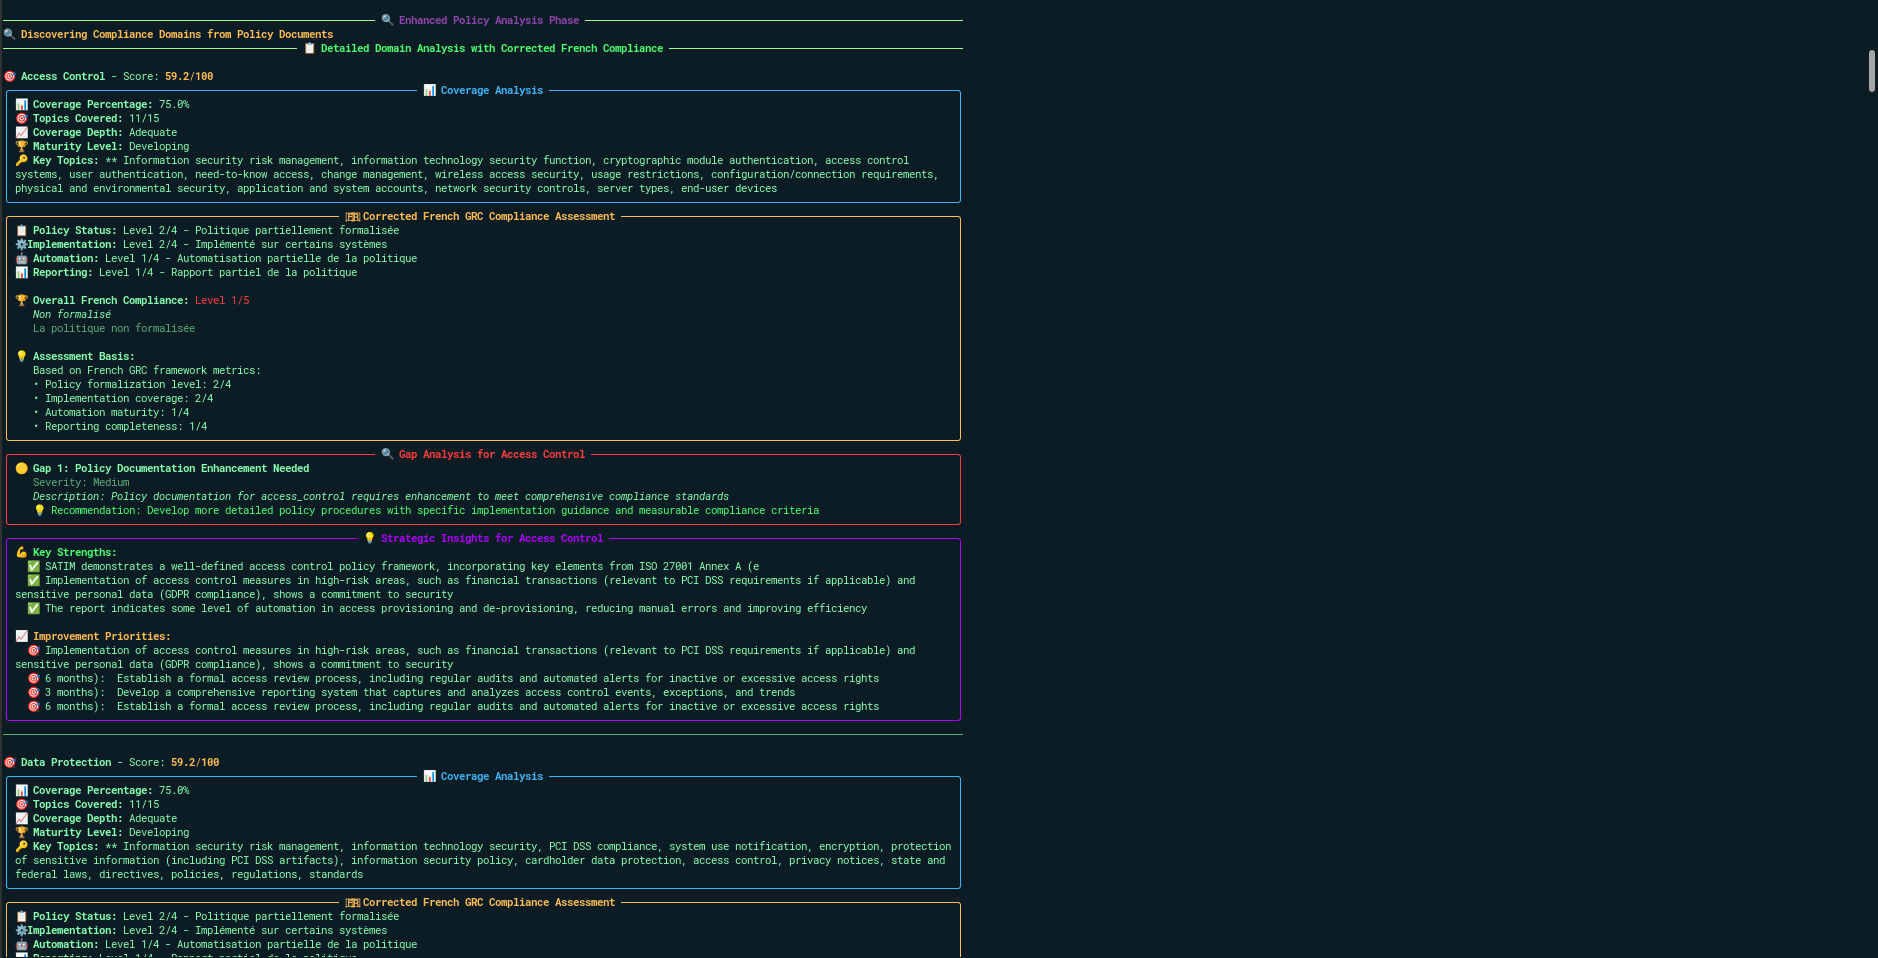 🔍 Enhanced Policy Analysis Phase
🔍 Discovering Compliance Domains from Policy Documents
📋 Detailed Domain Analysis with Corrected French Compliance
🎯 Access Control - Score: 59.2/100
📊 Coverage Analysis
📊 Coverage Percentage: 75.0%
🎯 Topics Covered: 11/15
📈 Coverage Depth: Adequate
🏆 Maturity Level: Developing
🔑 Key Topics: ** Information security risk management, information technology security function, cryptographic module authentication, access control
systems, user authentication, need-to-know access, change management, wireless access security, usage restrictions, configuration/connection requirements,
physical and environmental security, application and system accounts, network security controls, server types, end-user devices
🇫🇷 Corrected French GRC Compliance Assessment
📋 Policy Status: Level 2/4 - Politique partiellement formalisée
⚙️Implementation: Level 2/4 - Implémenté sur certains systèmes
🤖 Automation: Level 1/4 - Automatisation partielle de la politique
📊 Reporting: Level 1/4 - Rapport partiel de la politique
🏆 Overall French Compliance: Level 1/5
Non formalisé
La politique non formalisée
💡 Assessment Basis:
Based on French GRC framework metrics:
• Policy formalization level: 2/4
• Implementation coverage: 2/4
• Automation maturity: 1/4
• Reporting completeness: 1/4
🔍 Gap Analysis for Access Control
🟡 Gap 1: Policy Documentation Enhancement Needed
Severity: Medium
Description: Policy documentation for access_control requires enhancement to meet comprehensive compliance standards
💡 Recommendation: Develop more detailed policy procedures with specific implementation guidance and measurable compliance criteria
💡 Strategic Insights for Access Control
💪 Key Strengths:
✅ SATIM demonstrates a well-defined access control policy framework, incorporating key elements from ISO 27001 Annex A (e
✅ Implementation of access control measures in high-risk areas, such as financial transactions (relevant to PCI DSS requirements if applicable) and
sensitive personal data (GDPR compliance), shows a commitment to security
✅ The report indicates some level of automation in access provisioning and de-provisioning, reducing manual errors and improving efficiency
📈 Improvement Priorities:
🎯 Implementation of access control measures in high-risk areas, such as financial transactions (relevant to PCI DSS requirements if applicable) and
sensitive personal data (GDPR compliance), shows a commitment to security
🎯 6 months):  Establish a formal access review process, including regular audits and automated alerts for inactive or excessive access rights
🎯 3 months):  Develop a comprehensive reporting system that captures and analyzes access control events, exceptions, and trends
🎯 6 months):  Establish a formal access review process, including regular audits and automated alerts for inactive or excessive access rights
🎯 Data Protection - Score: 59.2/100
📊 Coverage Analysis
📊 Coverage Percentage: 75.0%
🎯 Topics Covered: 11/15
📈 Coverage Depth: Adequate
🏆 Maturity Level: Developing
🔑 Key Topics: ** Information security risk management, information technology security, PCI DSS compliance, system use notification, encryption, protection
of sensitive information (including PCI DSS artifacts), information security policy, cardholder data protection, access control, privacy notices, state and
federal laws, directives, policies, regulations, standards
🇫🇷 Corrected French GRC Compliance Assessment
📋 Policy Status: Level 2/4 - Politique partiellement formalisée
⚙️Implementation: Level 2/4 - Implémenté sur certains systèmes
🤖 Automation: Level 1/4 - Automatisation partielle de la politique
📊 Reporting: Level 1/4 - Rapport partiel de la politique